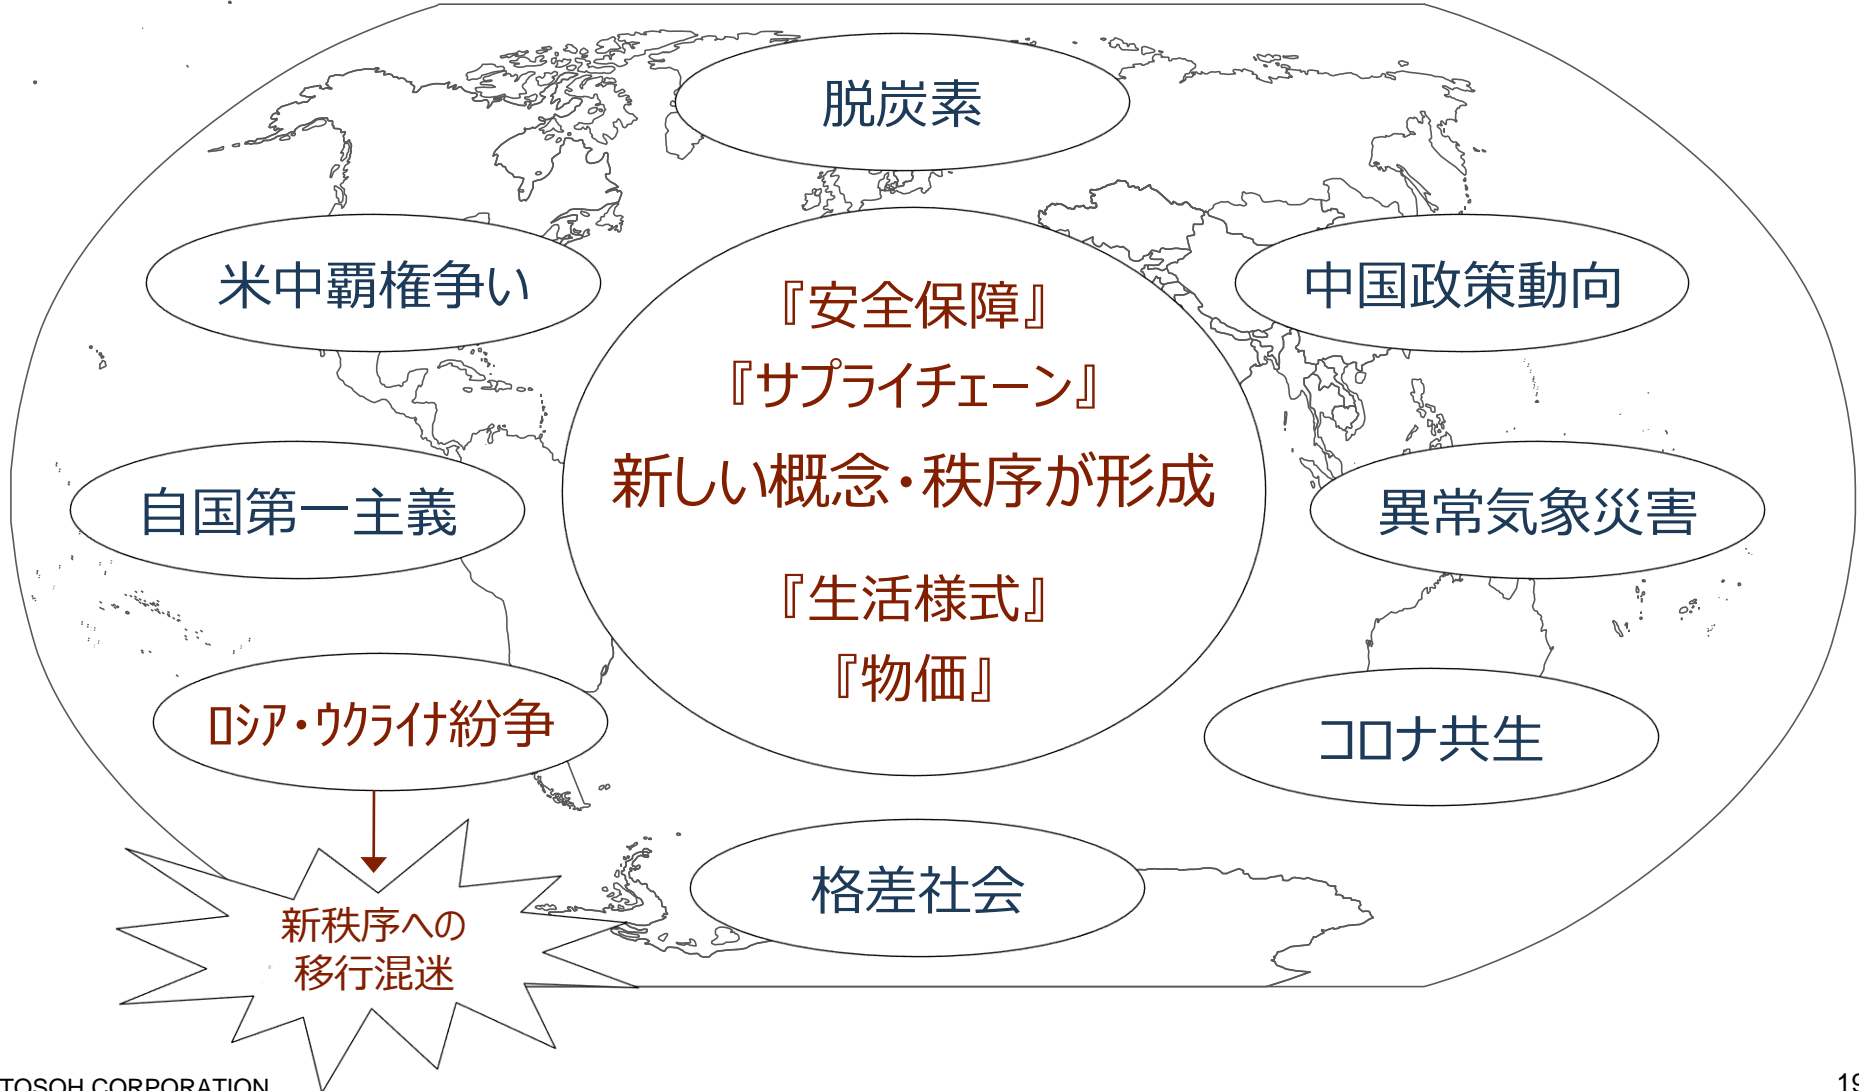 脱炭素
米中覇権争い
中国政策動向
『安全保障』
『サプライチェーン』
新しい概念・秩序が形成
自国第一主義
異常気象災害
『生活様式』
『物価』
ﾛｼｱ・ｳｸﾗｲﾅ紛争
コロナ共生
格差社会
新秩序への
移行混迷
TOSOH CORPORATION
19